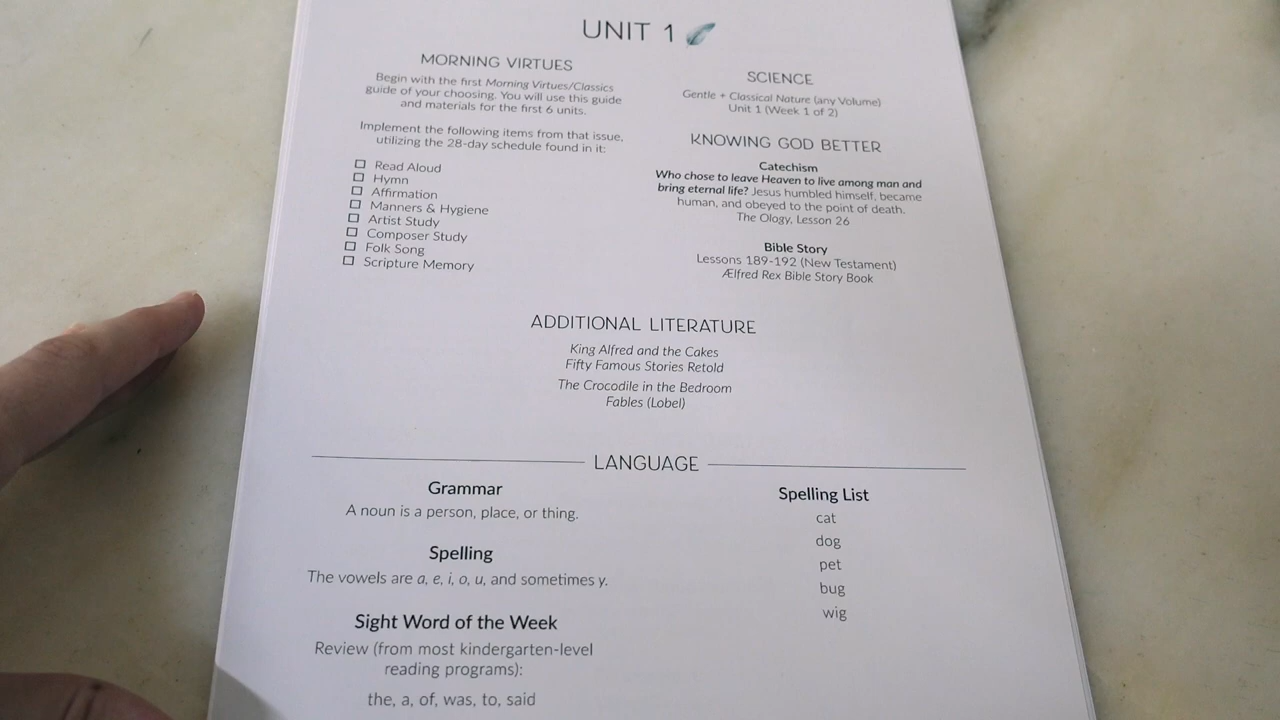 UNIT 1
MORNING VIRTUES
Begin with the first Morning Virtues/Classics
guide of your choosing. You will use this guide
and materials for the first 6 units.
Implement the following items from that issue,
utilizing the 28-day schedule found in it:
Read Aloud
Hymn
Affirmation
Manners & Hygiene
Artist Study
Composer Study
Folk Song
Scripture Memory
SCIENCE
Gentle + Classical Nature (any Volume)
Unit 1 (Week 1 of 2)
KNOWING GOD BETTER
Catechism
Who chose to leave Heaven to live among man and
bring eternal life? Jesus humbled himself, became
human, and obeyed to the point of death.
The Ology, Lesson 26
Bible Story
Lessons 189-192 (New Testament)
Ælfred Rex Bible Story Book
ADDITIONAL LITERATURE
King Alfred and the Cakes
Fifty Famous Stories Retold
The Crocodile in the Bedroom
Fables (Lobel)
LANGUAGE
Grammar
A noun is a person, place, or thing.
Spelling
The vowels are a, e, i, o, u, and sometimes y.
Sight Word of the Week
Review (from most kindergarten-level
reading programs):
the, a, of, was, to, said
Spelling List
cat
dog
pet
bug
wig